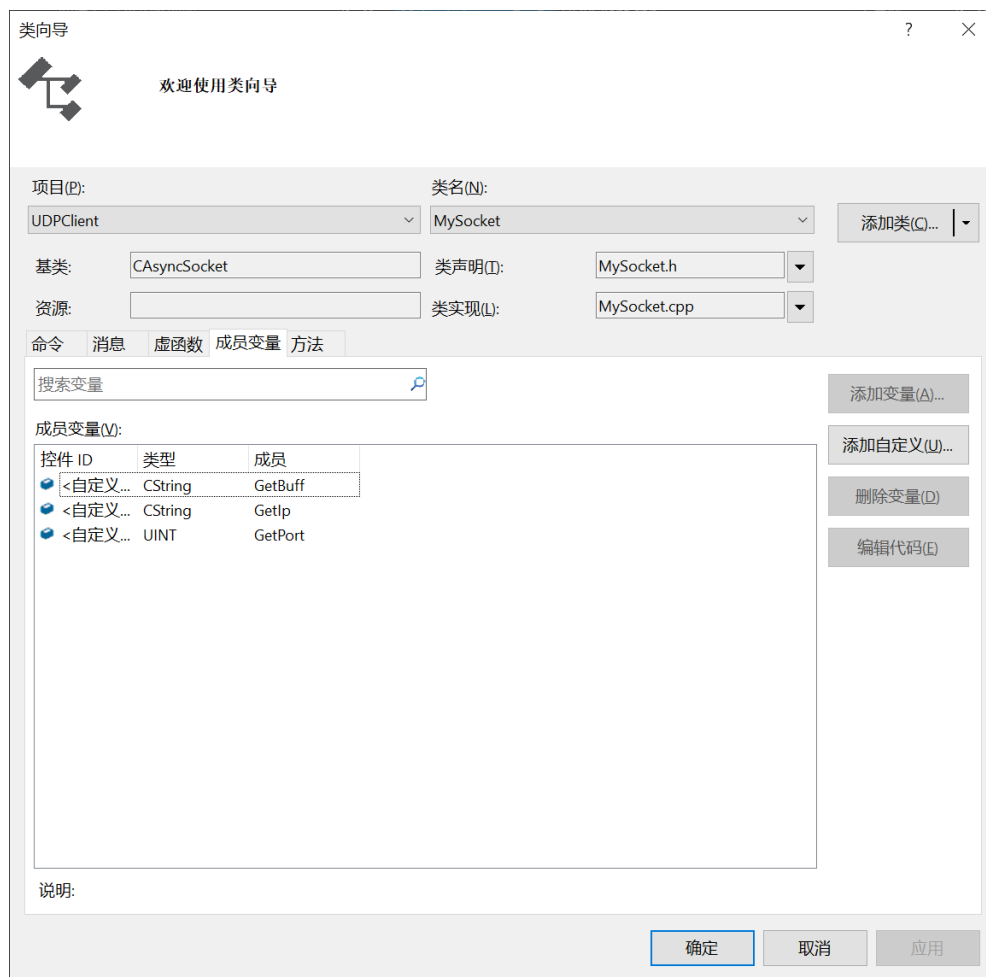 类向导
?
欢迎使用类向导
项目(P):
类名(N):
UDPClient
MySocket
添加类(C)...
基类:
CAsyncSocket
类声明(T):
MySocket.h
资源:
类实现(L):
MySocket.cpp
命令 消息 虚函数 成员变量 方法
搜索变量
添加变量(A)...
成员变量(V):
添加自定义(U)...
控件 ID 类型 成员
<自定义... CString GetBuff
<自定义... CString GetIp
<自定义... UINT GetPort
删除变量(D)
编辑代码(E)
说明:
确定 取消 应用